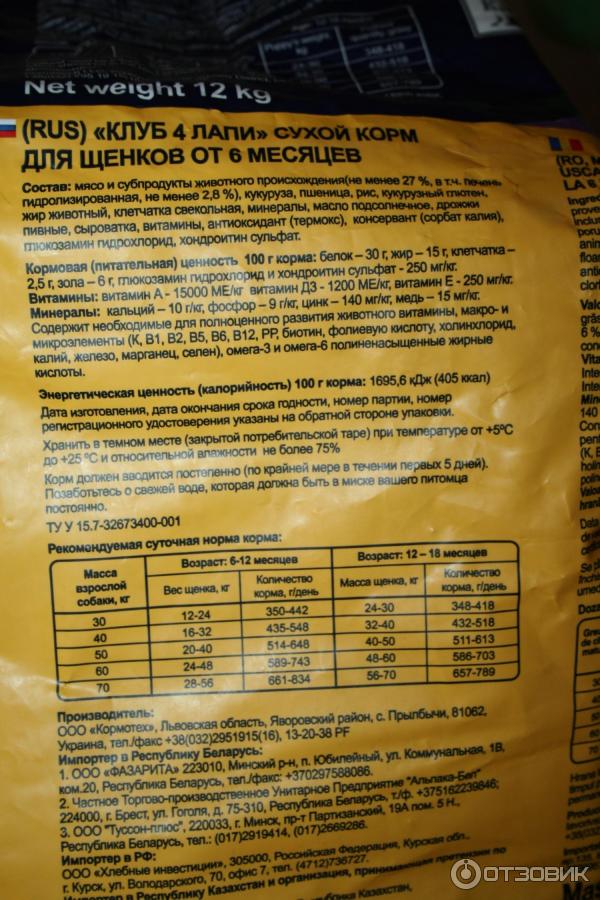 Net weight 12 kg
(RUS) «КЛУБ 4 ЛАПИ» СУХОЙ КОРМ
ДЛЯ ЩЕНКОВ ОТ 6 МЕСЯЦЕВ
Состав: мясо и субпродукты животного происхождения(не менее 27 %, в т.ч. печень
гидролизированная, не менее 2,8 %), кукуруза, пшеница, рис, кукурузный глютен,
жир животный, клетчатка свекольная, минералы, масло подсолнечное, дрожжи
пивные, сыроватка, витамины, антиоксидант (термокс), консервант (сорбат калия),
глюкозамин гидрохлорид, хондроитин сульфат.
Кормовая (питательная) ценность 100 г корма: белок – 30 г, жир – 15 г, клетчатка –
2,5 г, зола – 6 г, глюкозамин гидрохлорид и хондроитин сульфат - 250 мг/кг.
Витамины: витамин А - 15000 МЕ/кг витамин Д3 - 1200 МЕ/кг, витамин Е - 250 мг/кг.
Минералы: кальций – 10 г/кг, фосфор – 9 г/кг, цинк – 140 мг/кг, медь – 15 мг/кг.
Содержит необходимые для полноценного развития животного витамины, макро- и
микроэлементы (К, В1, В2, В5, В6, В12, РР, биотин, фолиевую кислоту, холинхлорид,
калий, железо, марганец, селен), омега-3 и омега-6 полиненасыщенные жирные
кислоты.
Энергетическая ценность (калорийность) 100 г корма: 1695,6 кДж (405 ккал)
Дата изготовления, дата окончания срока годности, номер партии, номер
регистрационного удостоверения указаны на обратной стороне упаковки.
Хранить в темном месте (закрытой потребительской таре) при температуре от +5°С
до +25 °С и относительной влажности не более 75%
Корм должен вводится постепенно (по крайней мере в течении первых 5 дней).
Позаботьтесь о свежей воде, которая должна быть в миске вашего питомца
постоянно.
ТУ У 15.7-32673400-001
Рекомендуемая суточная норма корма:
Масса взрослой собаки, кг Возраст: 6-12 месяцев Возраст: 12 – 18 месяцев
Вес щенка, кг Количество корма, г/день Масса щенка, кг Количество корма, г/день
30 12-24 350-442 24-30 348-418
40 16-32 435-548 32-40 432-518
50 20-40 514-648 40-50 511-613
60 24-48 589-743 48-60 586-703
70 28-56 661-834 56-70 657-789
Производитель:
ООО «Кормотех», Львовская область, Яворовский район, с. Прылбычи, 81062,
Украина, тел./факс +38(032)2951915(16), 13-20-38 PF
Импортер в Республику Беларусь:
1. ООО «ФАЗАРИТА» 223010, Минский р-н, п. Юбилейный, ул. Коммунальная, 1В,
ком.20, Республика Беларусь, тел./факс: +370297588086.
2. Частное Торгово-производственное Унитарное Предприятие "Альпака-Бел"
224000, г. Брест, ул. Гоголя, д. 75-310, Республика Беларусь, т./ф. +375162239846;
3. ООО "Туссон-плюс", 220033, г. Минск, пр-т Партизанский, 19А пом. 5 Н.,
Республика Беларусь, тел.: (017)2919414, (017)2669286.
Импортер в РФ:
ООО «Хлебные инвестиции», 305000, Российская Федерация, Курская обл.,
г. Курск, ул. Володарского, 70, офис 7, тел. (4712)736727.
Импортер в Республику Казахстан и организация, принимающая претензии по
ОТЗОВИК